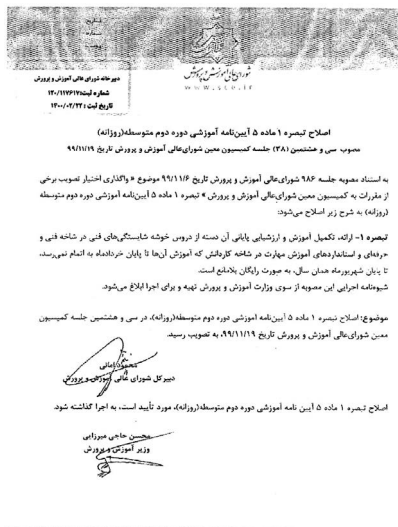 شورای عالی آموزش و پرورش
www.sce.ir
دبیرخانه شورای عالی آموزش و پرورش
شماره ثبت:۱۲۰/۱۱۷۶۱۷
تاریخ ثبت : ۱۴۰۰/۰۲/۲۲
اصلاح تبصره ۱ ماده ۵ آیین‌نامه آموزشی دوره دوم متوسطه(روزانه)
مصوب سی و هشتمین (۳۸) جلسه کمیسیون معین شورای‌عالی آموزش و پرورش تاریخ ۹۹/۱۱/۱۹
به استناد مصوبه جلسه ۹۸۶ شورای‌عالی آموزش و پرورش تاریخ ۹۹/۱۱/۶ موضوع « واگذاری اختیار تصویب برخی
از مقررات به کمیسیون معین شورای‌عالی آموزش و پرورش » تبصره ۱ ماده ۵ آیین‌نامه آموزشی دوره دوم متوسطه
(روزانه) به شرح زیر اصلاح می‌شود:
تبصره ۱- ارائه، تکمیل آموزش و ارزشیابی پایانی آن دسته از دروس خوشه شایستگی‌های فنی در شاخه فنی و
حرفه‌ای و استانداردهای آموزش مهارت در شاخه کاردانش که آموزش آن‌ها تا پایان خردادماه به اتمام نمی‌رسد،
تا پایان شهریورماه همان سال، به صورت رایگان بلامانع است.
شیوه‌نامه اجرایی این مصوبه از سوی وزارت آموزش و پرورش تهیه و برای اجرا ابلاغ می‌شود.
موضوع: اصلاح تبصره ۱ ماده ۵ آیین‌نامه آموزشی دوره دوم متوسطه(روزانه)، در سی و هشتمین جلسه کمیسیون
معین شورای‌عالی آموزش و پرورش تاریخ ۹۹/۱۱/۱۹، به تصویب رسید.
محمود امانی
دبیرکل شورای عالی آموزش و پرورش
اصلاح تبصره ۱ ماده ۵ آیین نامه آموزشی دوره دوم متوسطه(روزانه)، مورد تأیید است، به اجرا گذاشته شود.
محسن حاجی میرزایی
وزیر آموزش و پرورش